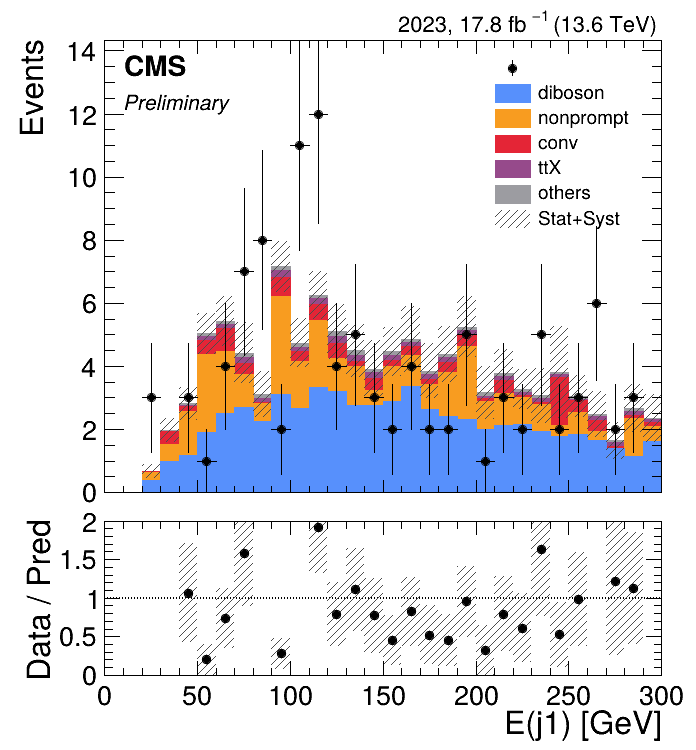 2023, 17.8 fb⁻¹ (13.6 TeV)
CMS
Preliminary
Events
diboson
nonprompt
conv
ttX
others
Stat+Syst
14
12
10
8
6
4
2
0
Data / Pred
2
1.5
1
0.5
0
0 50 100 150 200 250 300
E(j1) [GeV]